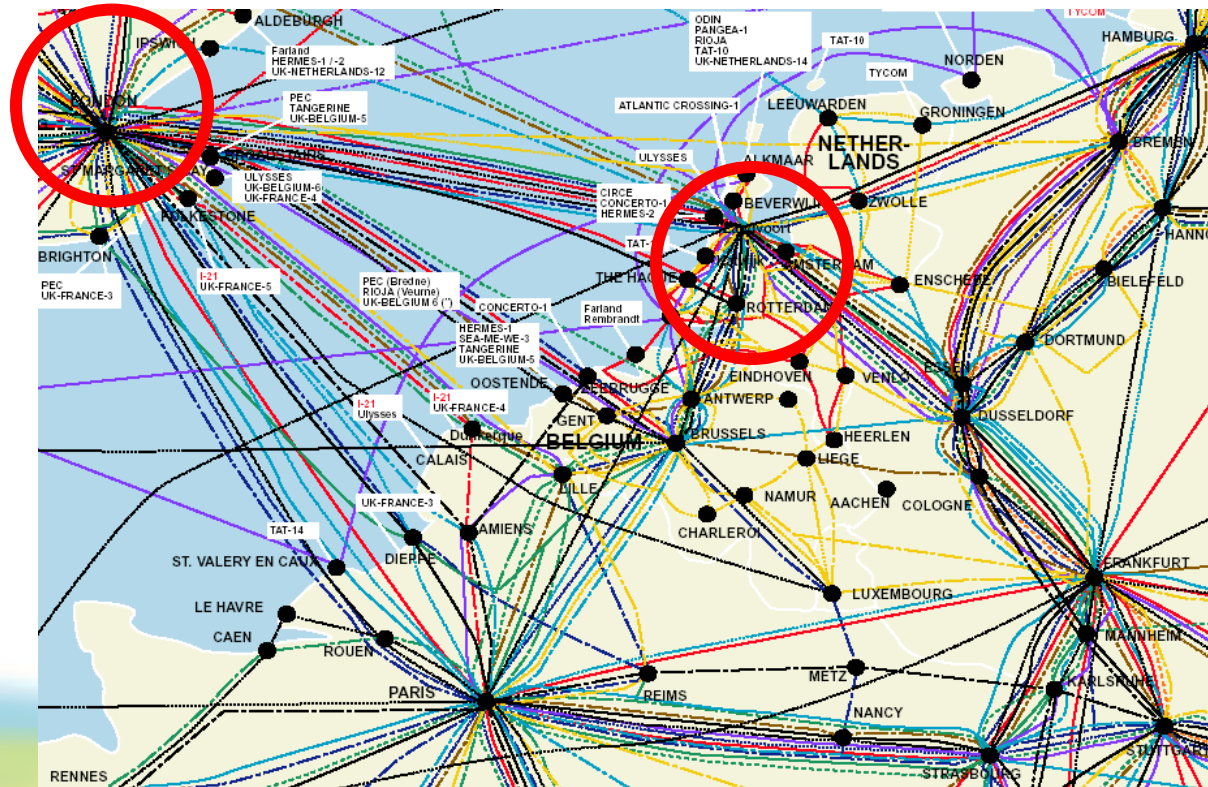 ALDEBURGH
IPSWICH
Farland
HERMES-1 / -2
UK-NETHERLANDS-12
ODIN
PANGEA-1
RIOJA
TAT-10
UK-NETHERLANDS-14
TAT-10
TYCOM
TYCOM
NORDEN
HAMBURG
LONDON
PEC
TANGERINE
UK-BELGIUM-5
ATLANTIC CROSSING-1
LEEUWARDEN
GRONINGEN
BREMEN
NETHER-
LANDS
ULYSSES
ALKMAAR
ULYSSES
UK-BELGIUM-6
UK-FRANCE-4
CIRCE
CONCERTO-1
HERMES-2
BEVERWIJK
ZWOLLE
FOLKESTONE
BRIGHTON
AMSTERDAM
THE HAGUE
PEC
UK-FRANCE-3
I-21
UK-FRANCE-5
PEC (Bredne)
RIOJA (Veurne)
UK-BELGIUM 6 (")
CONCERTO-1
Farland
Rembrandt
ROTTERDAM
ENSCHEDE
BIELEFELD
HERMES-1
SEA-ME-WE-3
TANGERINE
UK-BELGIUM-5
DORTMUND
OOSTENDE
ZEEBRUGGE
EINDHOVEN
VENLO
ESSEN
I-21
Ulysses
I-21
UK-FRANCE-4
GENT
ANTWERP
DUSSELDORF
Dunkerque
BELGIUM
BRUSSELS
HEERLEN
CALAIS
LIEGE
LILLE
NAMUR
AACHEN
COLOGNE
UK-FRANCE-3
CHARLEROI
TAT-14
AMIENS
DIEPPE
ST. VALERY EN CAUX
FRANKFURT
LUXEMBOURG
LE HAVRE
CAEN
ROUEN
MANNHEIM
METZ
KARLSRUHE
PARIS
REIMS
NANCY
STUTTGART
RENNES
STRASBOURG